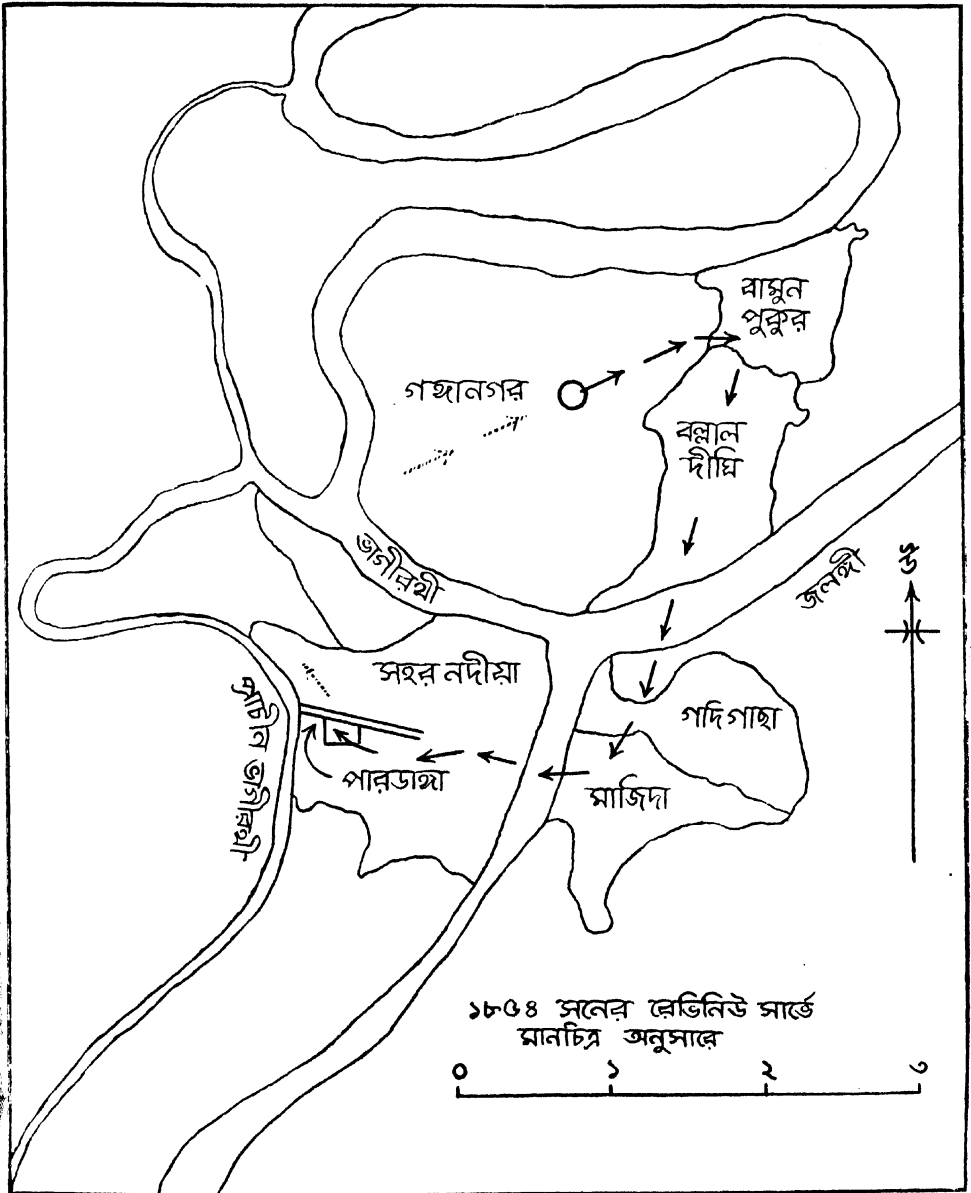 বামুন
পুকুর
গঙ্গানগর
বল্লাল
দীঘি
ভাগীরথী
জলঙ্গী
উঃ
সহর নদীয়া
গদিগাছা
প্রাচীন ভাগীরথী
পারডাঙ্গা
মাজিদা
১৮৫৪ সনের রেভিনিউ সার্ভে
মানচিত্র অনুসারে
০ ১ ২ ৩